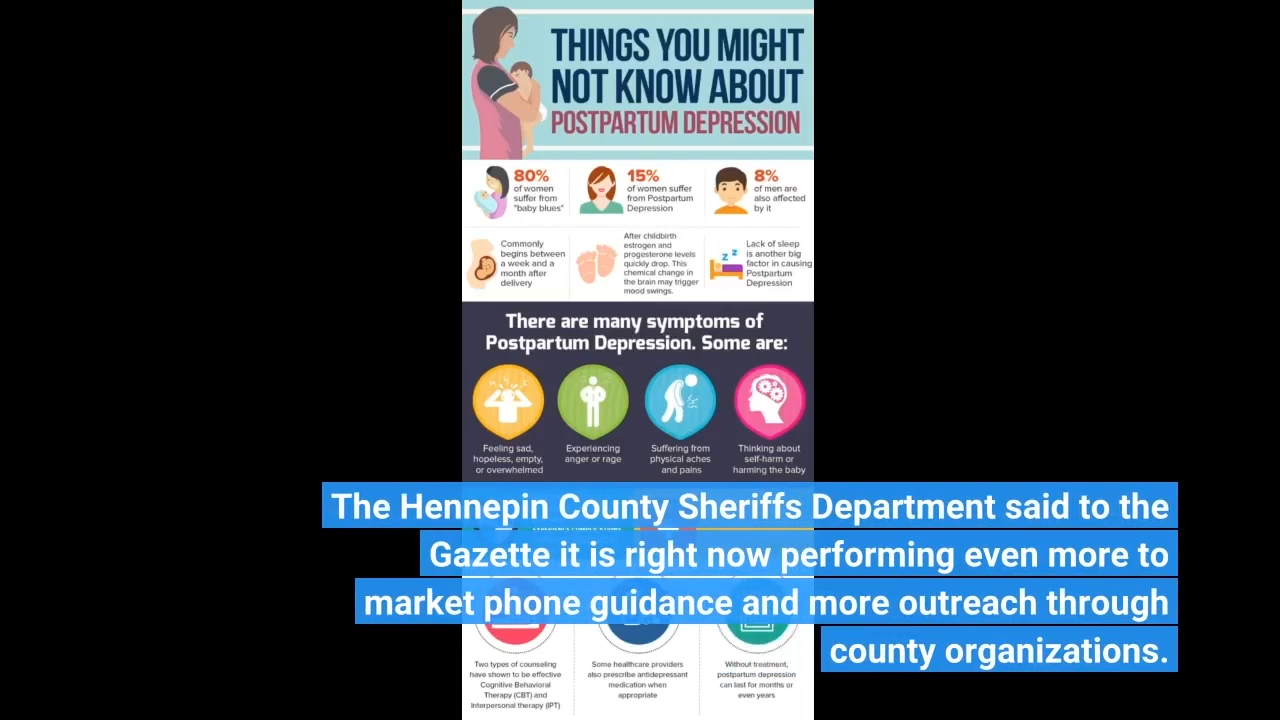 THINGS YOU MIGHT
NOT KNOW ABOUT
POSTPARTUM DEPRESSION
80%
of women
suffer from
"baby blues"
15%
of women suffer
from Postpartum
Depression
8%
of men are
also affected
by it
Commonly
begins between
a week and a
month after
delivery
After childbirth
estrogen and
progesterone levels
quickly drop. This
chemical change in
the brain may trigger
mood swings.
Lack of sleep
is another big
factor in causing
Postpartum
Depression
z z z
There are many symptoms of
Postpartum Depression. Some are:
Feeling sad,
hopeless, empty,
or overwhelmed
Experiencing
anger or rage
Suffering from
physical aches
and pains
Thinking about
self-harm or
harming the baby
The Hennepin County Sheriffs Department said to the
Gazette it is right now performing even more to
market phone guidance and more outreach through
county organizations.
Two types of counseling
have shown to be effective
Cognitive Behavioral
Therapy (CBT) and
Interpersonal therapy (IPT)
Some healthcare providers
also prescribe antidepressant
medication when
appropriate
Without treatment,
postpartum depression
can last for months or
even years